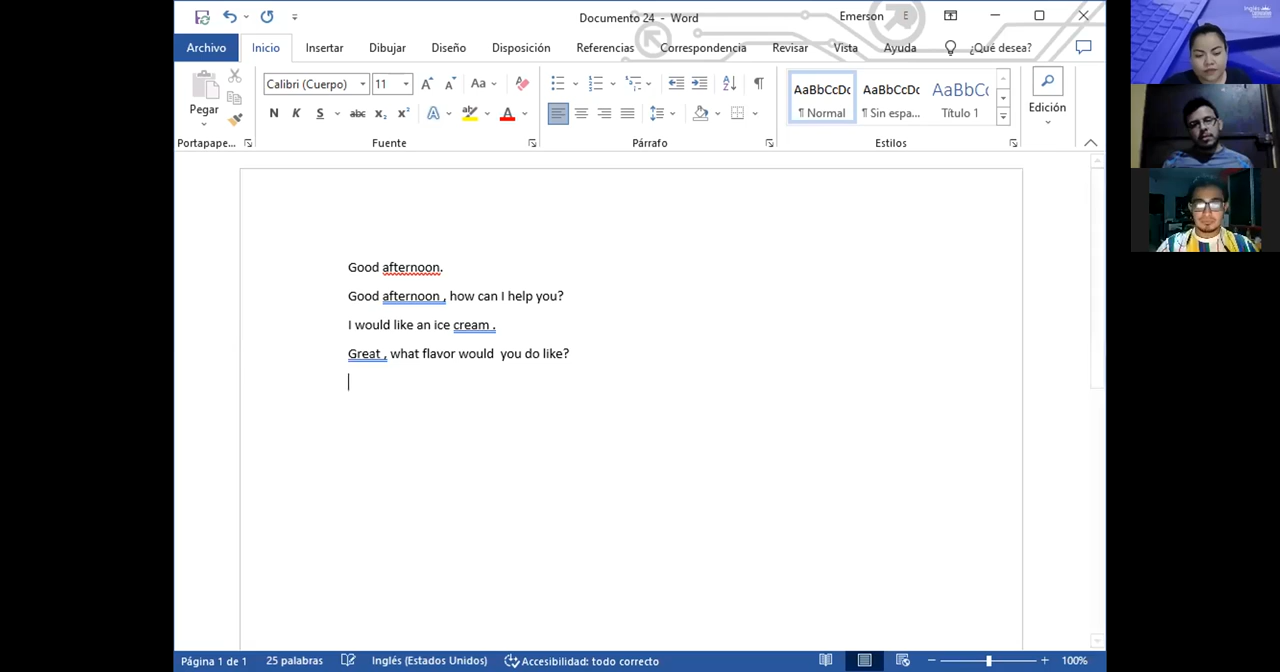 Documento 24 - Word
Emerson
E
Archivo
Inicio
Insertar
Dibujar
Diseño
Disposición
Referencias
Correspondencia
Revisar
Vista
Ayuda
¿Qué desea?
Pegar
Calibri (Cuerpo)
11
Aa
N K S abc x₂ x² A A
AaBbCcDc
AaBbCcDc
AaBbCc
¶ Normal
¶ Sin espa...
Título 1
Edición
Portapape...
Fuente
Párrafo
Estilos
Good afternoon.
Good afternoon , how can I help you?
I would like an ice cream .
Great , what flavor would  you do like?
Página 1 de 1
25 palabras
Inglés (Estados Unidos)
Accesibilidad: todo correcto
100%